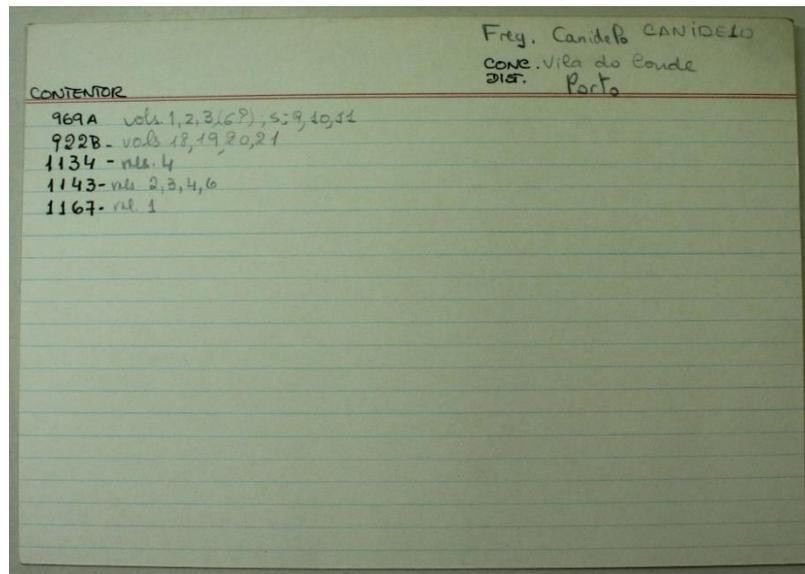 Freg. Canidelo CANIDELO
CONC. Vila do Conde
DIST. Porto
CONTENTOR
969A vols. 1, 2, 3 (6?), 5; 9, 10, 11
922B - vols 18, 19, 20, 21
1134 - vols. 4
1143 - vols 2, 3, 4, 6
1167 - vol. 1